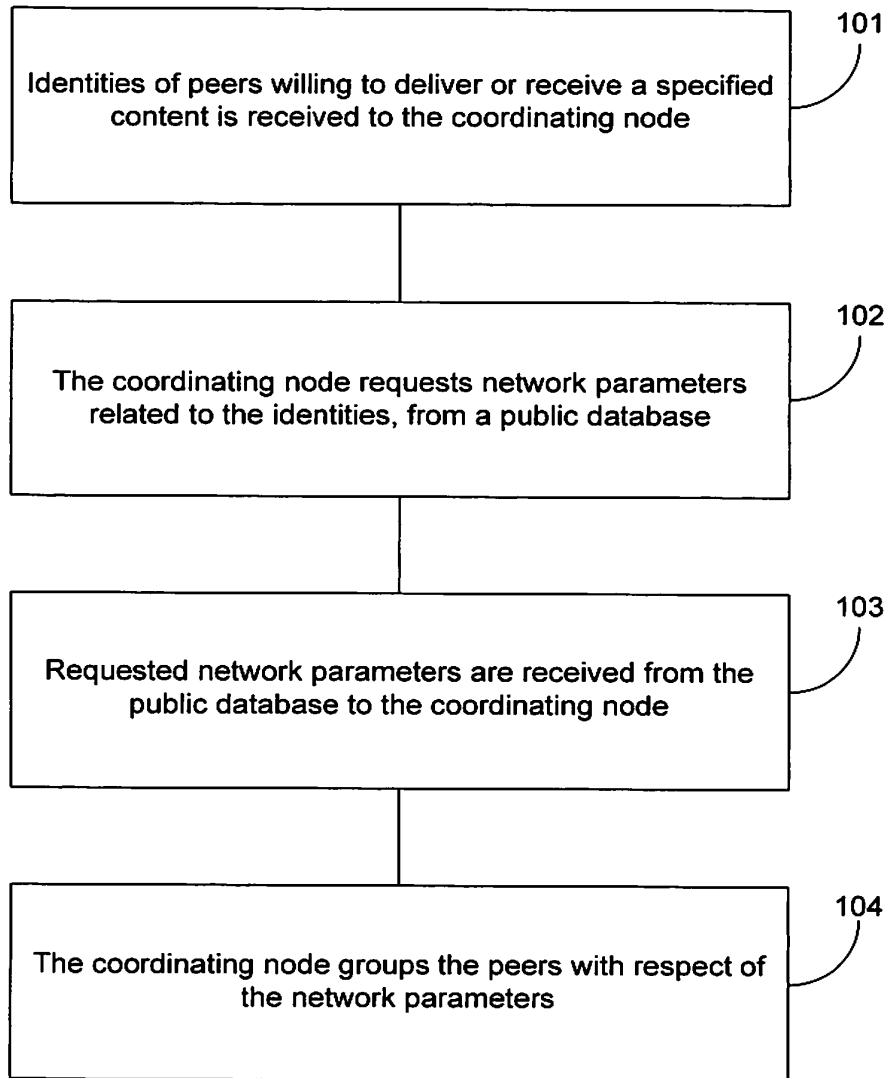 101
Identities of peers willing to deliver or receive a specified
content is received to the coordinating node
102
The coordinating node requests network parameters
related to the identities, from a public database
103
Requested network parameters are received from the
public database to the coordinating node
104
The coordinating node groups the peers with respect of
the network parameters